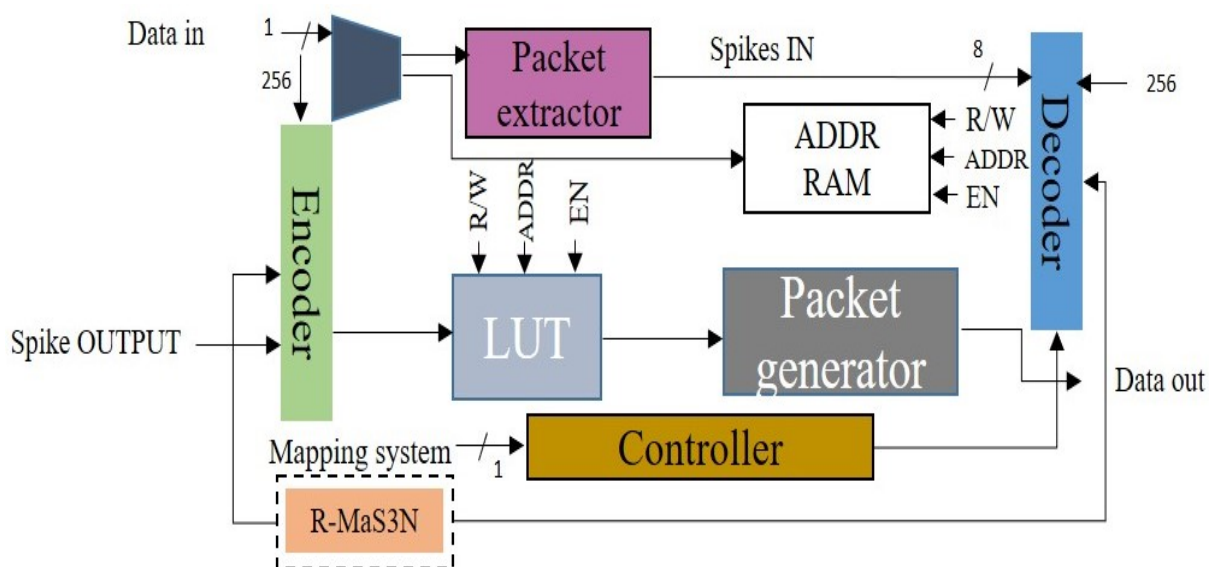 Data in
1
256
Packet
extractor
Spikes IN
8
Decoder
256
ADDR
RAM
R/W
ADDR
EN
Encoder
R/W
ADDR
EN
LUT
Packet
generator
Spike OUTPUT
Data out
Mapping system
1
Controller
R-MaS3N